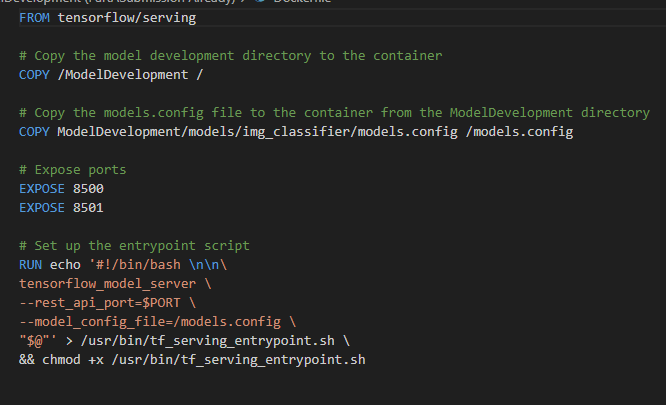 FROM tensorflow/serving
# Copy the model development directory to the container
COPY /ModelDevelopment /
# Copy the models.config file to the container from the ModelDevelopment directory
COPY ModelDevelopment/models/img_classifier/models.config /models.config
# Expose ports
EXPOSE 8500
EXPOSE 8501
# Set up the entrypoint script
RUN echo '#!/bin/bash \n\n\
tensorflow_model_server \
--rest_api_port=$PORT \
--model_config_file=/models.config \
"$@"' > /usr/bin/tf_serving_entrypoint.sh \
&& chmod +x /usr/bin/tf_serving_entrypoint.sh